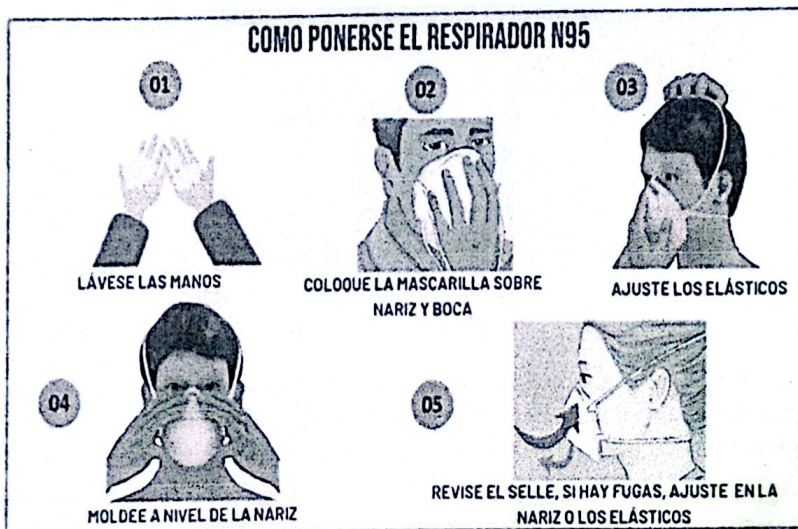 COMO PONERSE EL RESPIRADOR N95
01
LÁVESE LAS MANOS
02
COLOQUE LA MASCARILLA SOBRE
NARIZ Y BOCA
03
AJUSTE LOS ELÁSTICOS
04
MOLDEE A NIVEL DE LA NARIZ
05
REVISE EL SELLE, SI HAY FUGAS, AJUSTE EN LA
NARIZ O LOS ELÁSTICOS